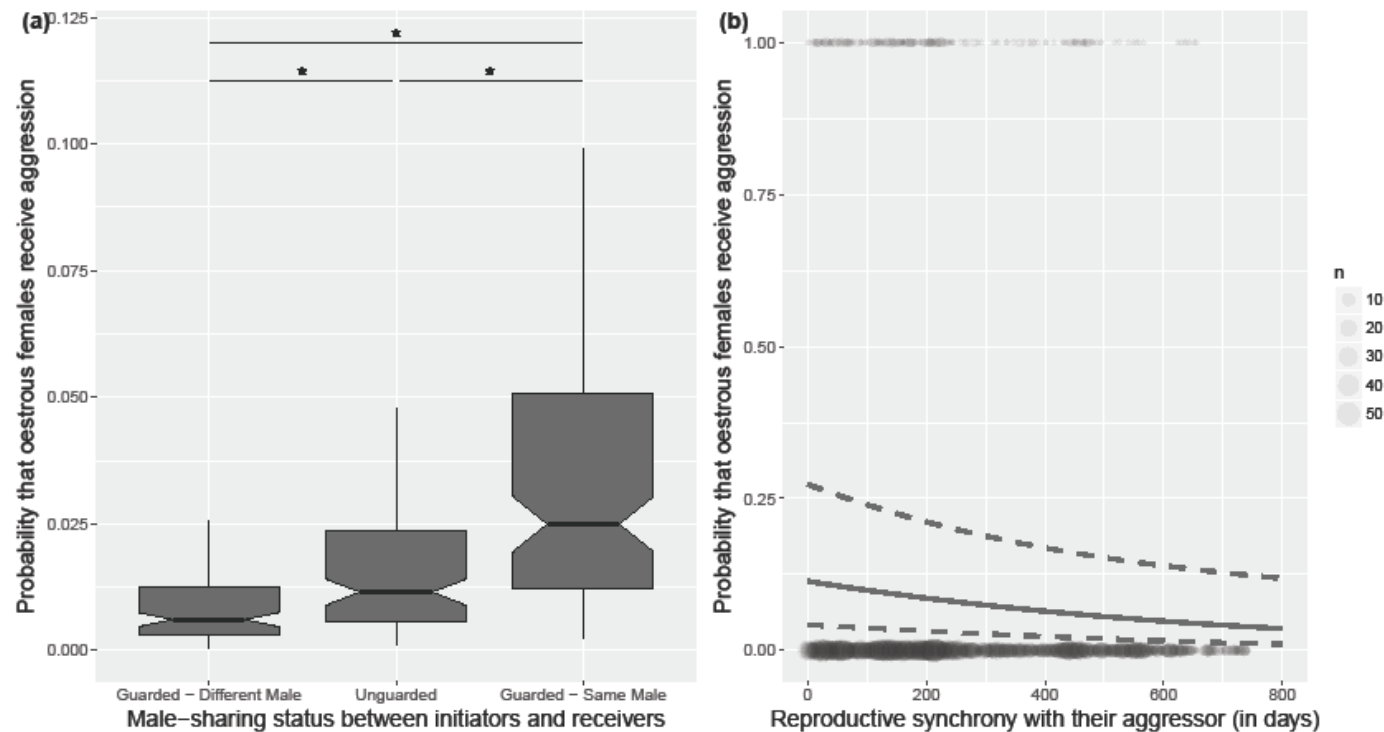 (a)
Probability that oestrous females receive aggression
0.125
0.100
0.075
0.050
0.025
0.000
*
*
*
Guarded − Different Male
Unguarded
Guarded − Same Male
Male−sharing status between initiators and receivers
(b)
Probability that oestrous females receive aggression
1.00
0.75
0.50
0.25
0.00
0
200
400
600
800
Reproductive synchrony with their aggressor (in days)
n
10
20
30
40
50